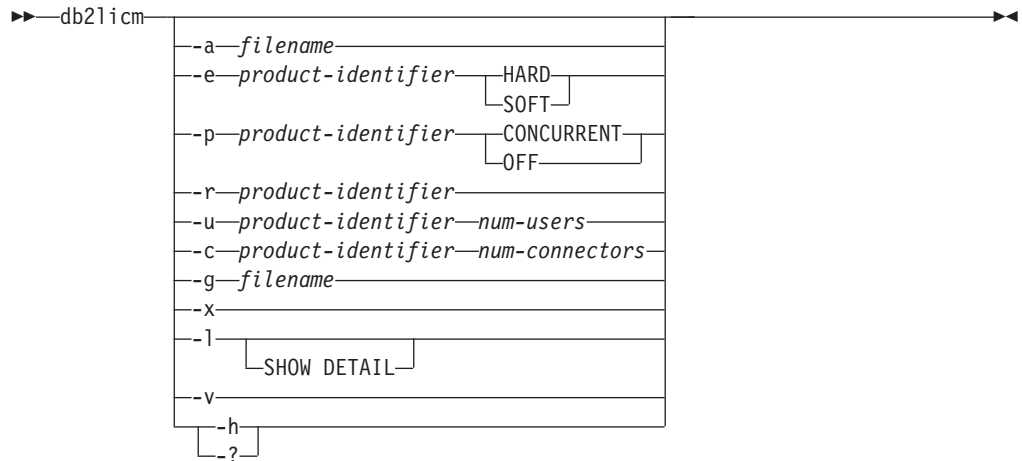 db2licm
-a filename
-e product-identifier HARD
SOFT
-p product-identifier CONCURRENT
OFF
-r product-identifier
-u product-identifier num-users
-c product-identifier num-connectors
-g filename
-x
-l
SHOW DETAIL
-v
-h
-?